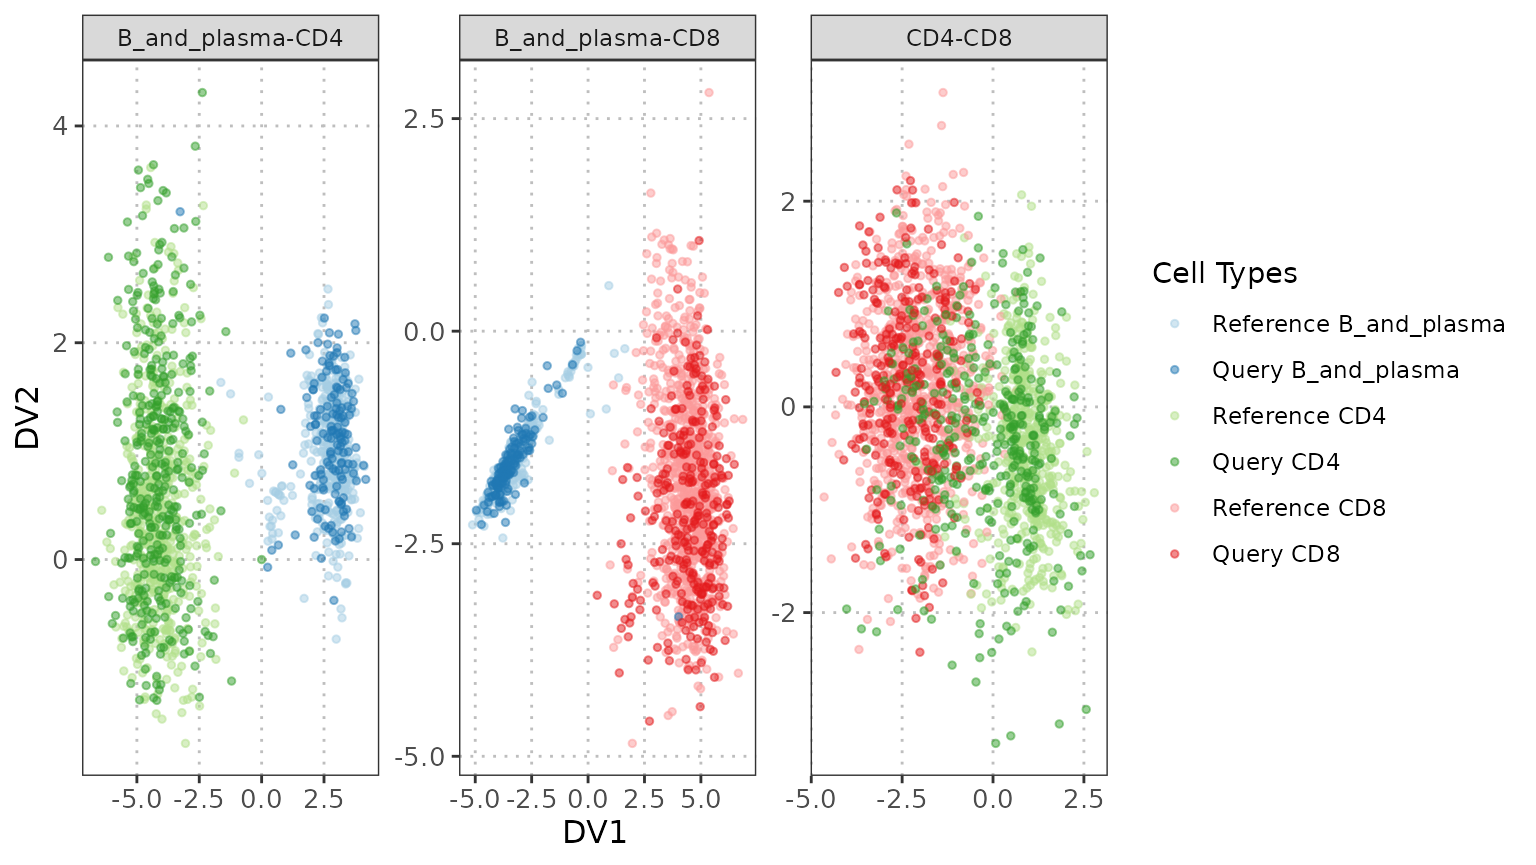 B_and_plasma-CD4
B_and_plasma-CD8
CD4-CD8
DV2
4
2
0
2.5
0.0
-2.5
-5.0
2
0
-2
-5.0 -2.5 0.0 2.5
-5.0 -2.5 0.0 2.5 5.0
-5.0 -2.5 0.0 2.5
DV1
Cell Types
Reference B_and_plasma
Query B_and_plasma
Reference CD4
Query CD4
Reference CD8
Query CD8